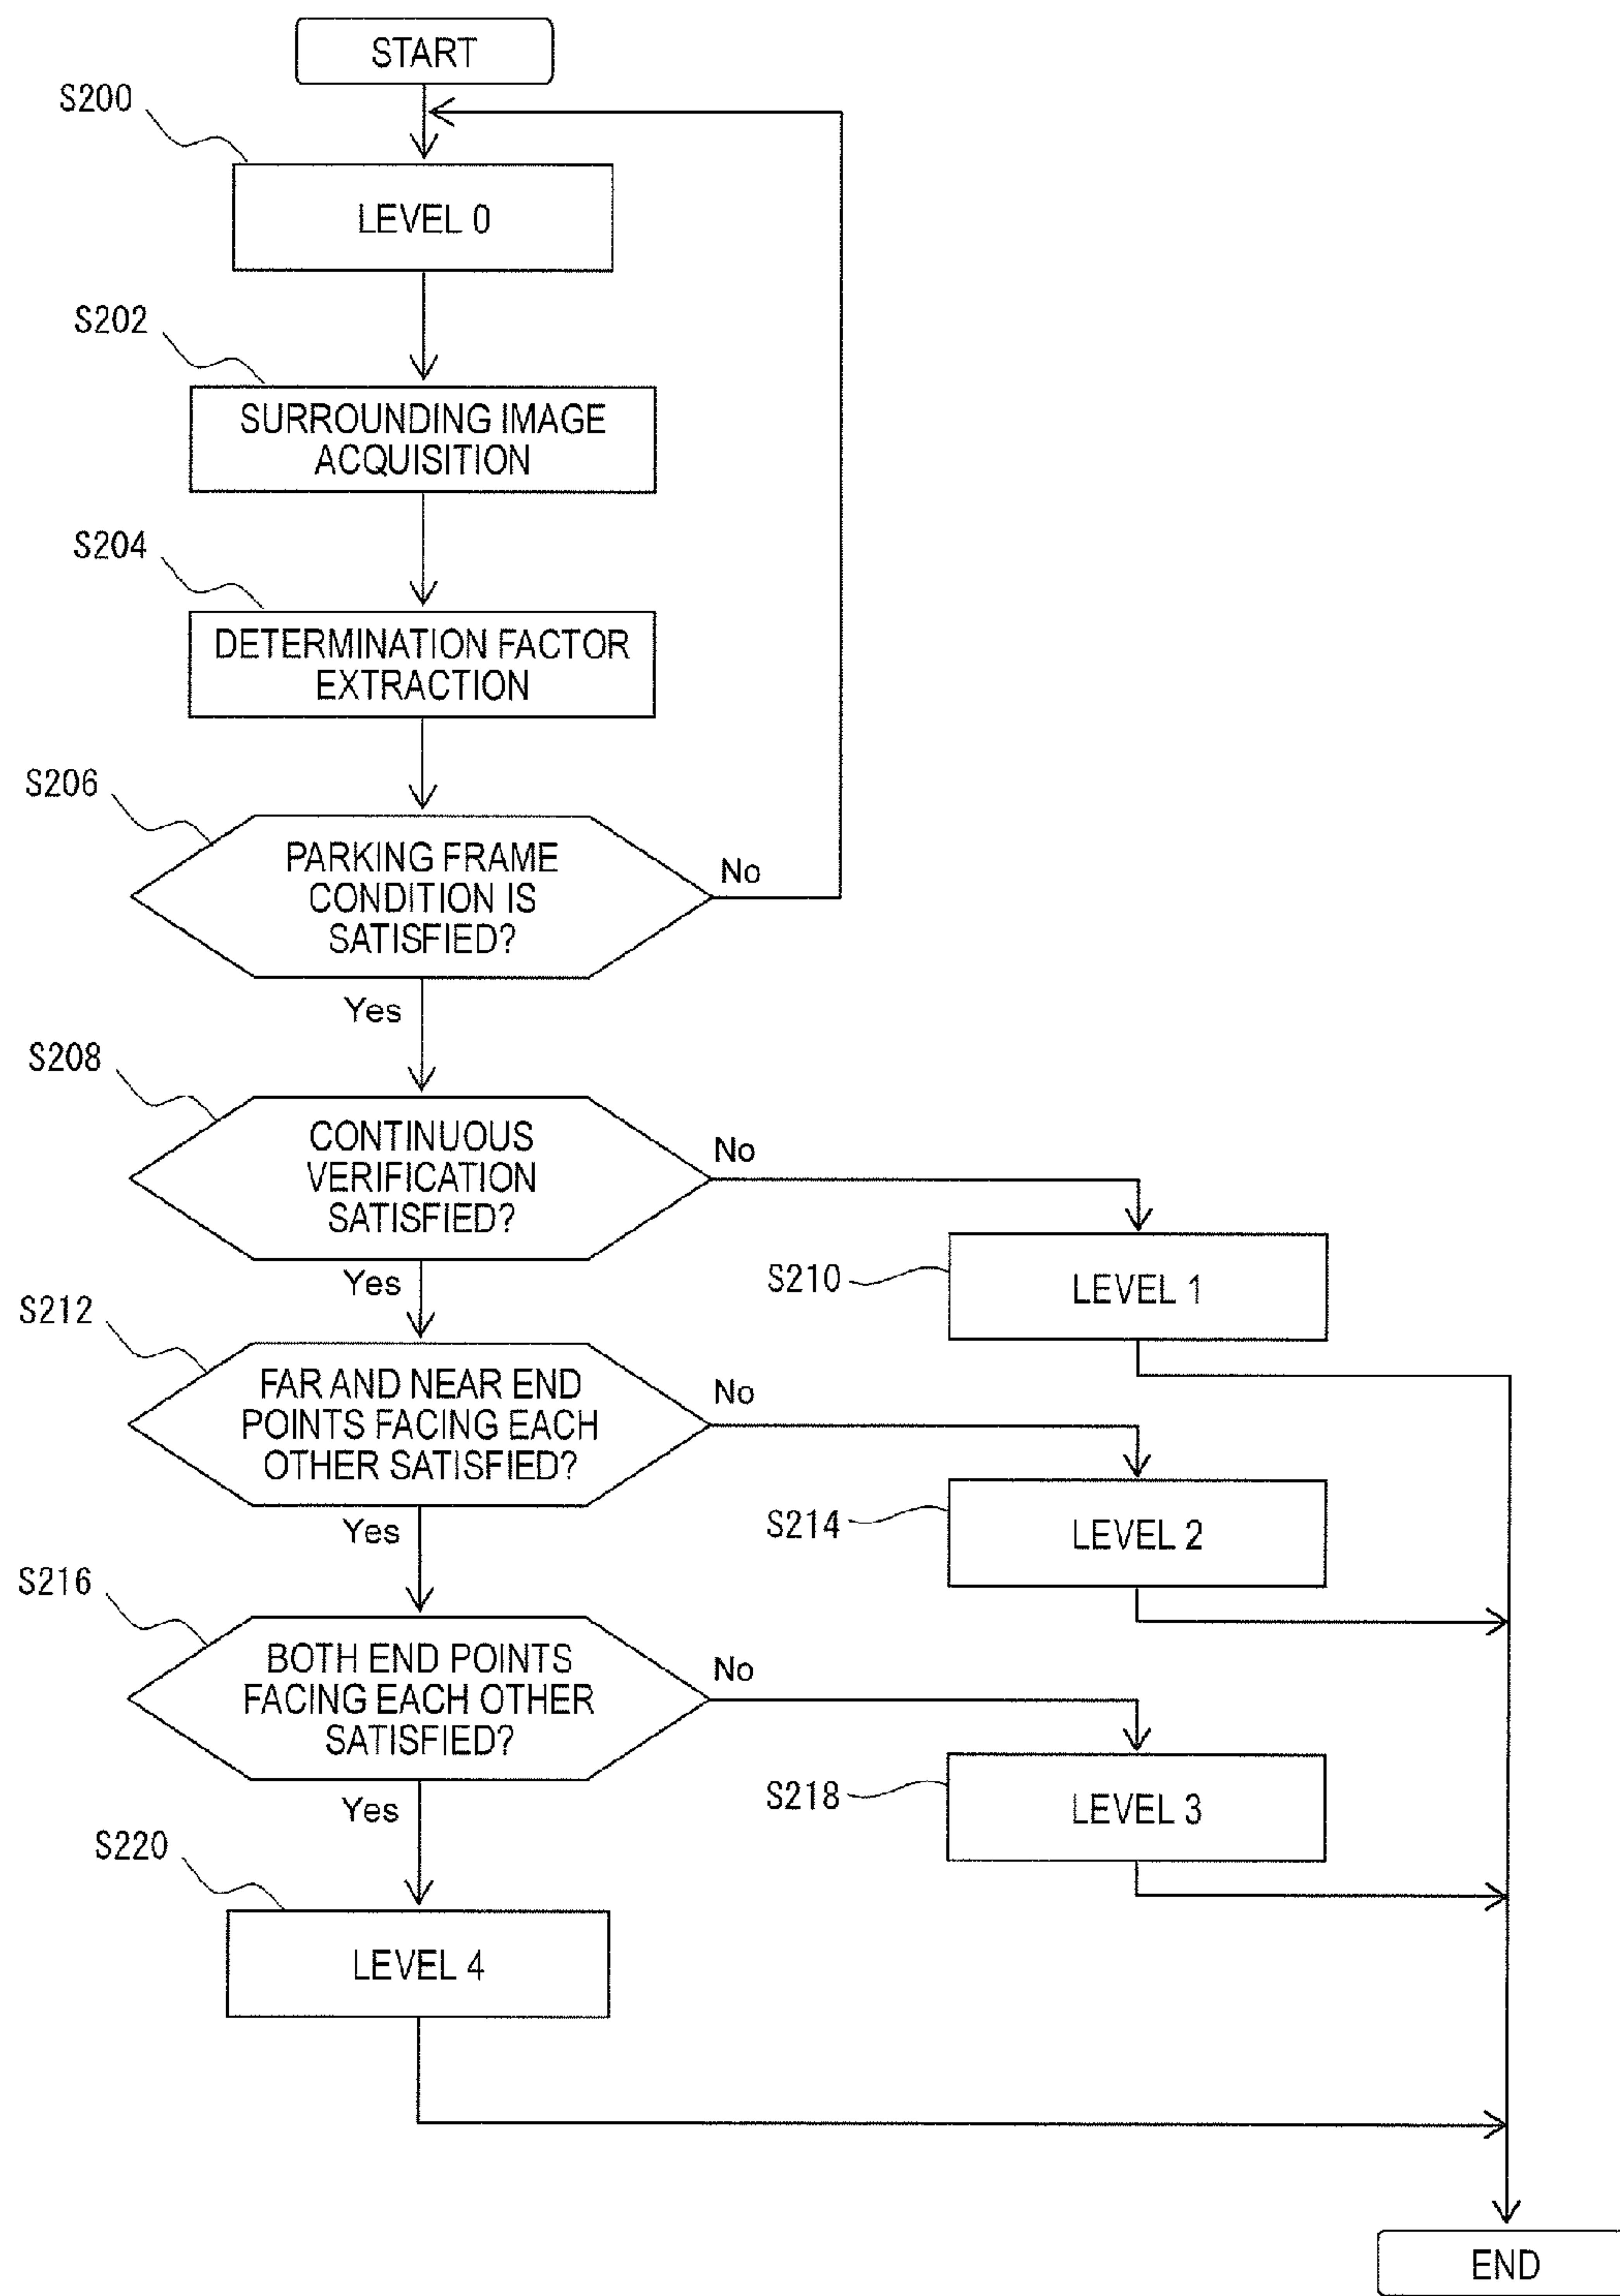 START
S200
LEVEL 0
S202
SURROUNDING IMAGE
ACQUISITION
S204
DETERMINATION FACTOR
EXTRACTION
S206
PARKING FRAME
CONDITION IS
SATISFIED?
No
Yes
S208
CONTINUOUS
VERIFICATION
SATISFIED?
No
Yes
S210
LEVEL 1
S212
FAR AND NEAR END
POINTS FACING EACH
OTHER SATISFIED?
No
Yes
S214
LEVEL 2
S216
BOTH END POINTS
FACING EACH OTHER
SATISFIED?
No
Yes
S218
LEVEL 3
S220
LEVEL 4
END